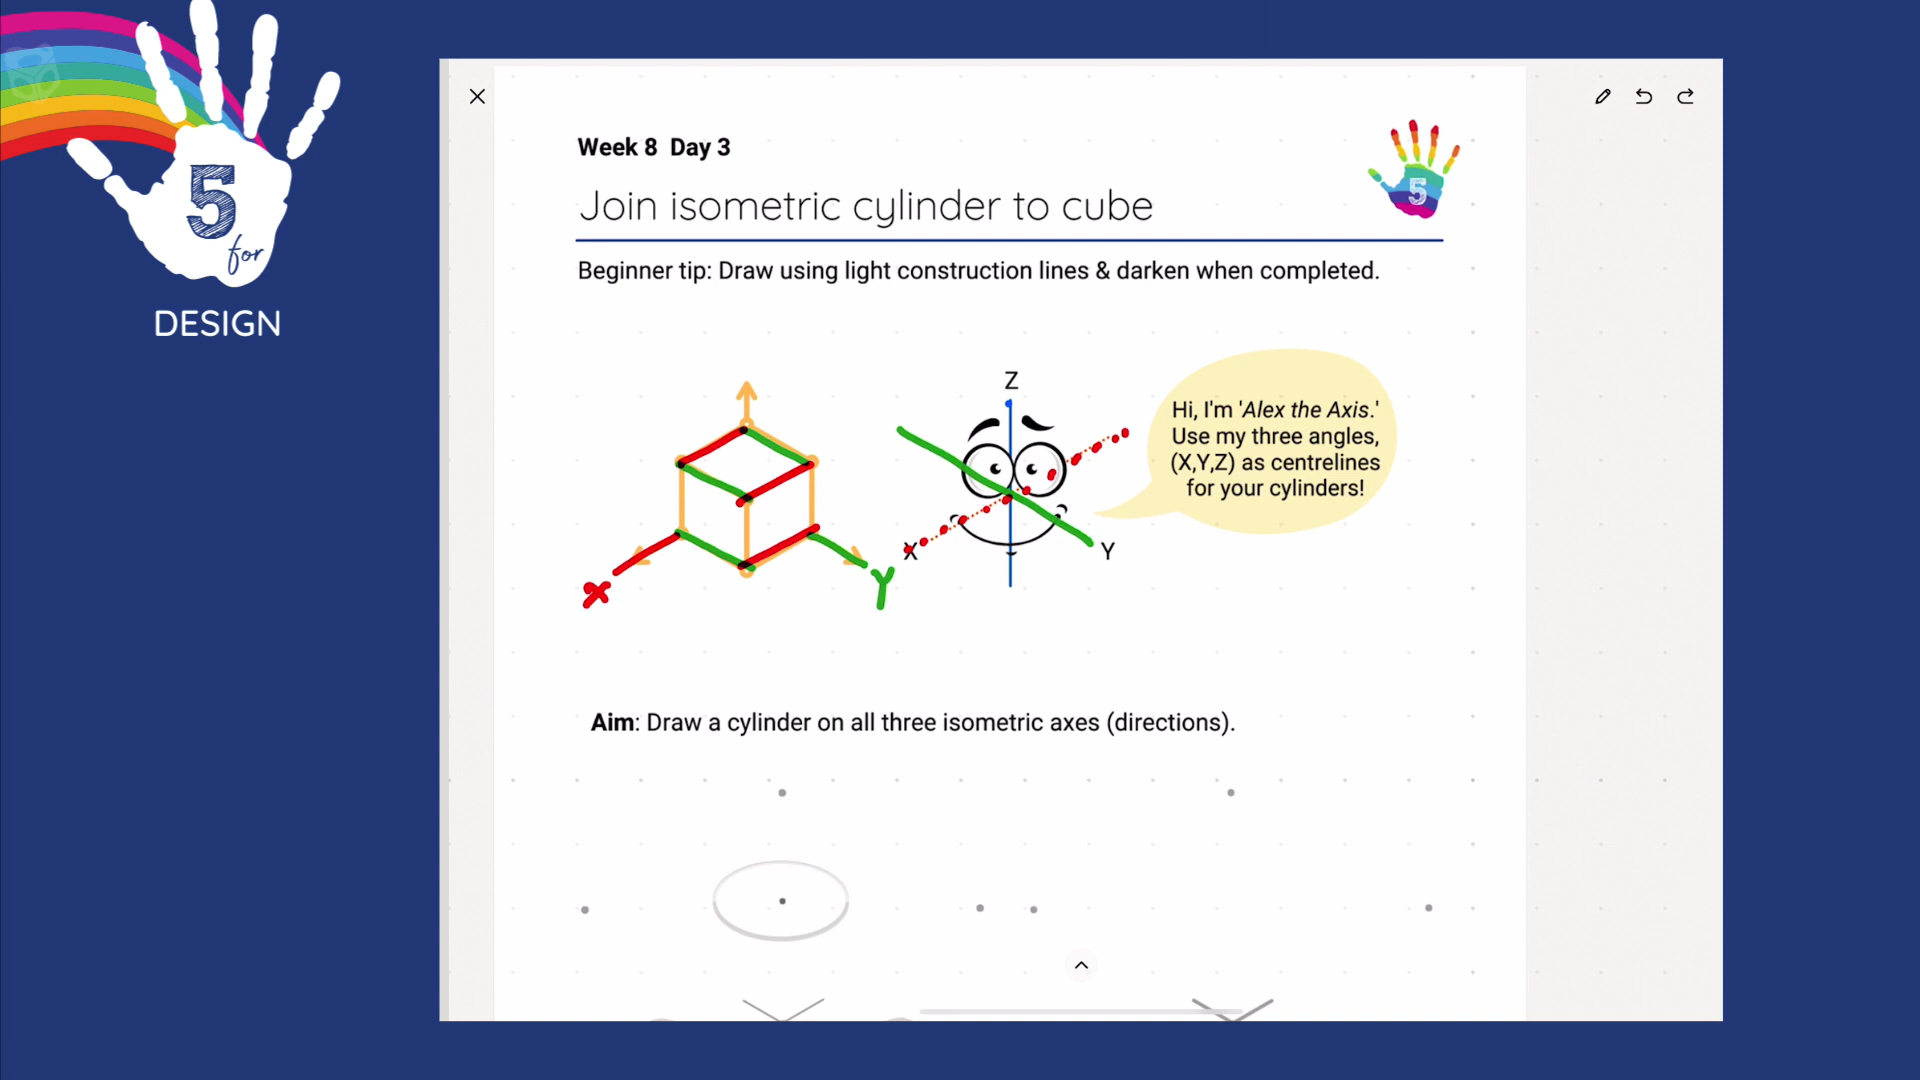 5
for
DESIGN
Week 8 Day 3
Join isometric cylinder to cube
5
Beginner tip: Draw using light construction lines & darken when completed.
Z
Hi, I'm 'Alex the Axis.'
Use my three angles,
(X,Y,Z) as centrelines
for your cylinders!
X
Y
X
Y
Aim: Draw a cylinder on all three isometric axes (directions).